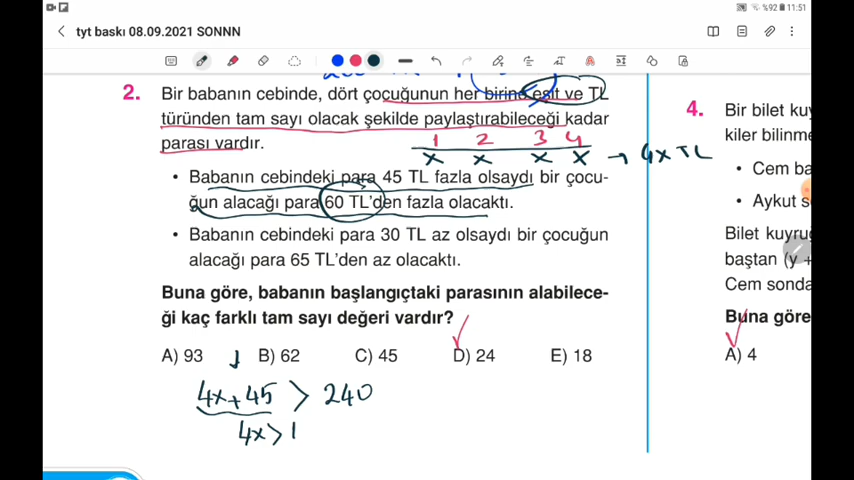 %92 11:51
tyt baskı 08.09.2021 SONNN
2. Bir babanın cebinde, dört çocuğunun her birine eşit ve TL
türünden tam sayı olacak şekilde paylaştırabileceği kadar
parası vardır.
1 2 3 4
x x x x → 4x TL
• Babanın cebindeki para 45 TL fazla olsaydı bir çocu-
ğun alacağı para 60 TL'den fazla olacaktı.
• Babanın cebindeki para 30 TL az olsaydı bir çocuğun
alacağı para 65 TL'den az olacaktı.
Buna göre, babanın başlangıçtaki parasının alabilece-
ği kaç farklı tam sayı değeri vardır?
A) 93 B) 62 C) 45 D) 24 E) 18
4x+45 > 240
4x>1
4. Bir bilet kuy
kiler bilinme
• Cem ba
• Aykut s
Bilet kuyruğ
baştan (y +
Cem sonda
Buna göre
A) 4